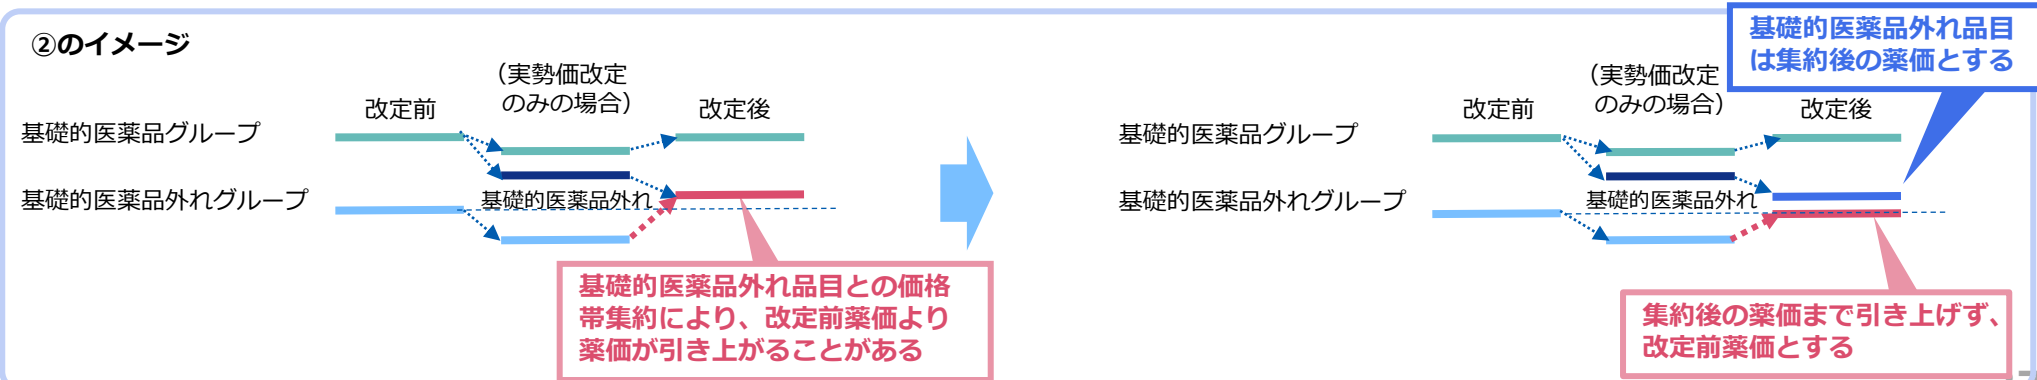 ②のイメージ
(実勢価改定
のみの場合)
改定前
改定後
基礎的医薬品グループ
基礎的医薬品外れグループ
基礎的医薬品外れ
基礎的医薬品外れ品目との価格
帯集約により、改定前薬価より
薬価が引き上がることがある
基礎的医薬品外れ品目
は集約後の薬価とする
(実勢価改定
のみの場合)
改定前
改定後
基礎的医薬品グループ
基礎的医薬品外れグループ
基礎的医薬品外れ
集約後の薬価まで引き上げず、
改定前薬価とする